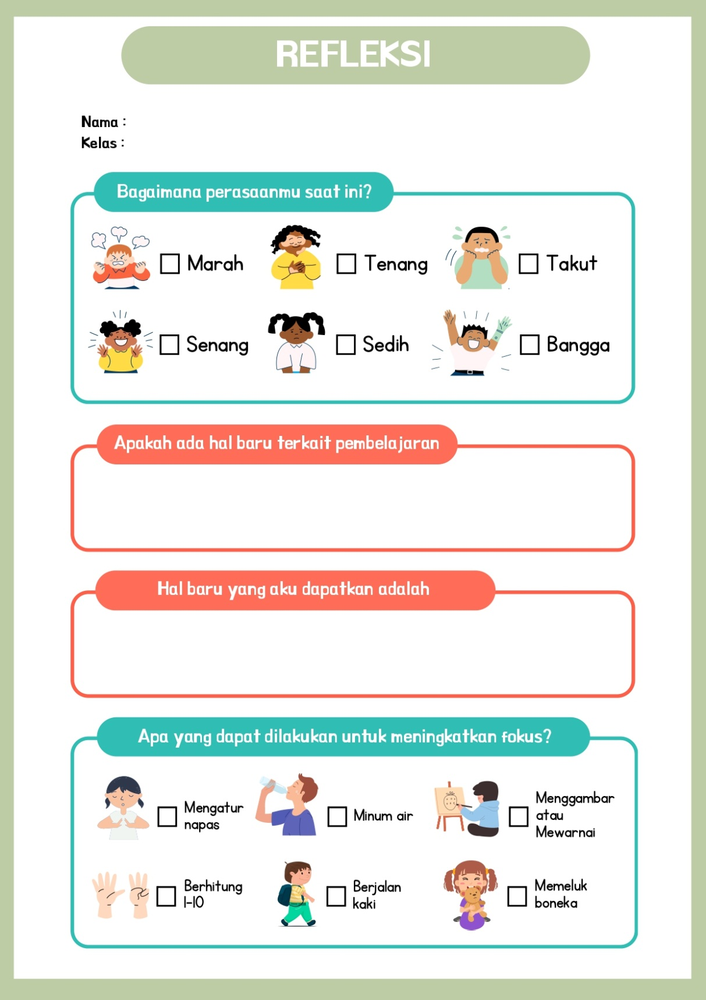 REFLEKSI
Nama :
Kelas :
Bagaimana perasaanmu saat ini?
Marah
Tenang
Takut
Senang
Sedih
Bangga
Apakah ada hal baru terkait pembelajaran
Hal baru yang aku dapatkan adalah
Apa yang dapat dilakukan untuk meningkatkan fokus?
Mengatur
napas
Minum air
Menggambar
atau
Mewarnai
Berhitung
1-10
Berjalan
kaki
Memeluk
boneka